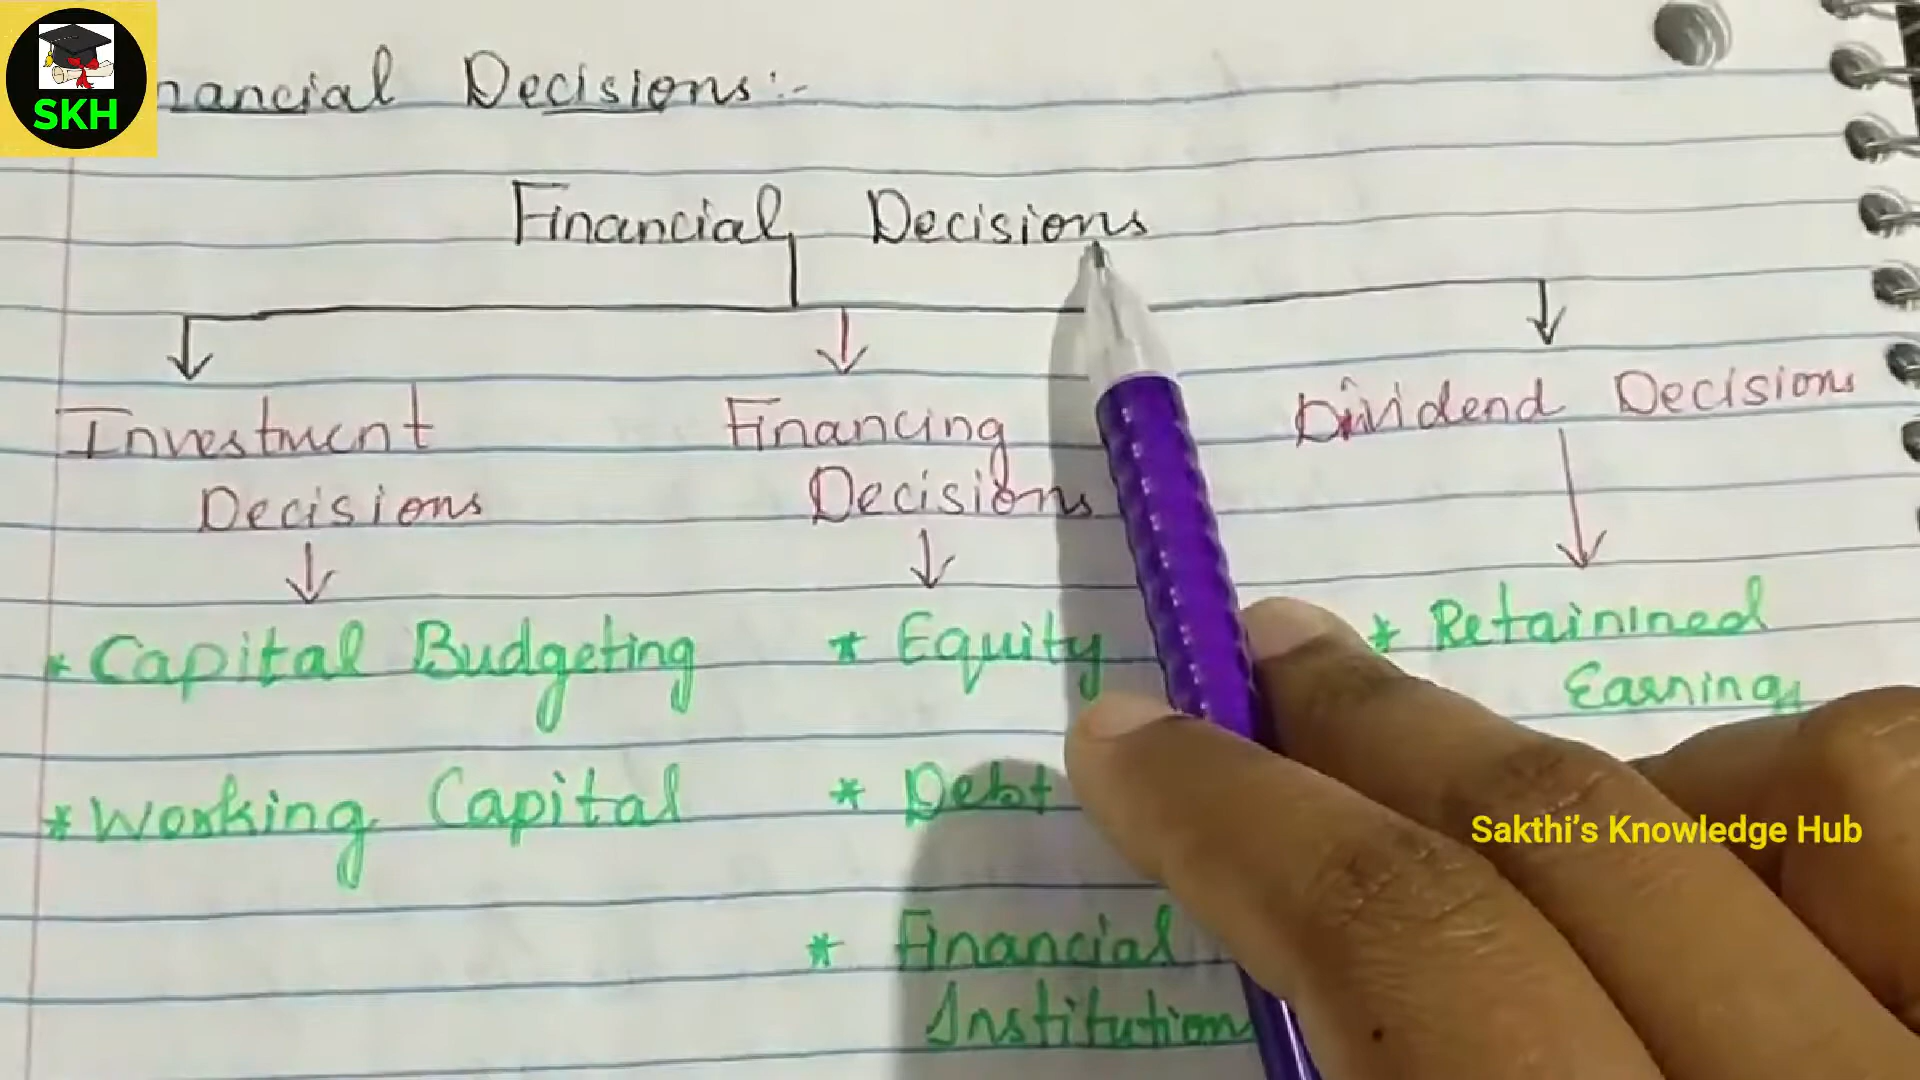 SKH
nancial Decisions:-
Financial Decisions
Investment Financing Dividend Decisions
Decisions Decisions
* Capital Budgeting * Equity * Retainined
Earning
* Working Capital * Debt
Sakthi's Knowledge Hub
* Financial
Institutions